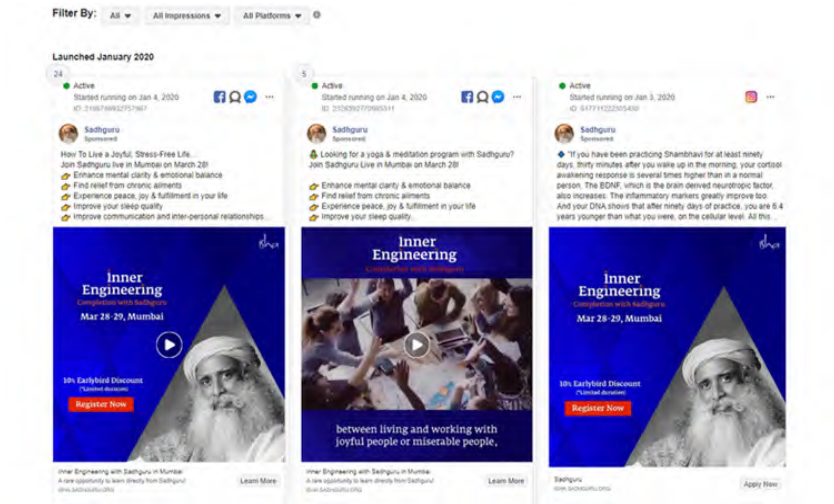 Filter By: All All Impressions All Platforms
Launched January 2020
24
Active
Started running on Jan 4, 2020
ID:
Sadhguru
Sponsored
How To Live a Joyful, Stress-Free Life...
Join Sadhguru live in Mumbai on March 28!
👉 Enhance mental clarity & emotional balance
👉 Find relief from chronic ailments
👉 Experience peace, joy & fulfillment in your life
👉 Improve your sleep quality
👉 Improve communication and inter-personal relationships...
Inner
Engineering
Completion with Sadhguru
Mar 28-29, Mumbai
10% Earlybird Discount
(*Limited duration)
Register Now
Inner Engineering with Sadhguru in Mumbai
A rare opportunity to learn directly from Sadhguru!
Learn More
5
Active
Started running on Jan 4, 2020
ID:
Sadhguru
Sponsored
Looking for a yoga & meditation program with Sadhguru?
Join Sadhguru Live in Mumbai on March 28!
👉 Enhance mental clarity & emotional balance
👉 Find relief from chronic ailments
👉 Experience peace, joy & fulfillment in your life
👉 Improve your sleep quality
Inner
Engineering
Completion with Sadhguru
between living and working with
joyful people or miserable people,
Inner Engineering with Sadhguru in Mumbai
A rare opportunity to learn directly from Sadhguru!
Learn More
Active
Started running on Jan 3, 2020
ID:
Sadhguru
Sponsored
🔹 "If you have been practicing Shambhavi for at least ninety
days, thirty minutes after you wake up in the morning, your cortisol
awakening response is several times higher than in a normal
person. The BDNF, which is the brain derived neurotropic factor,
also increases. The inflammatory markers greatly improve too.
And your DNA shows that after ninety days of practice, you are 6.4
years younger than what you were, on the cellular level. All this...
Inner
Engineering
Completion with Sadhguru
Mar 28-29, Mumbai
10% Earlybird Discount
(*Limited duration)
Register Now
Sadhguru
Apply Now